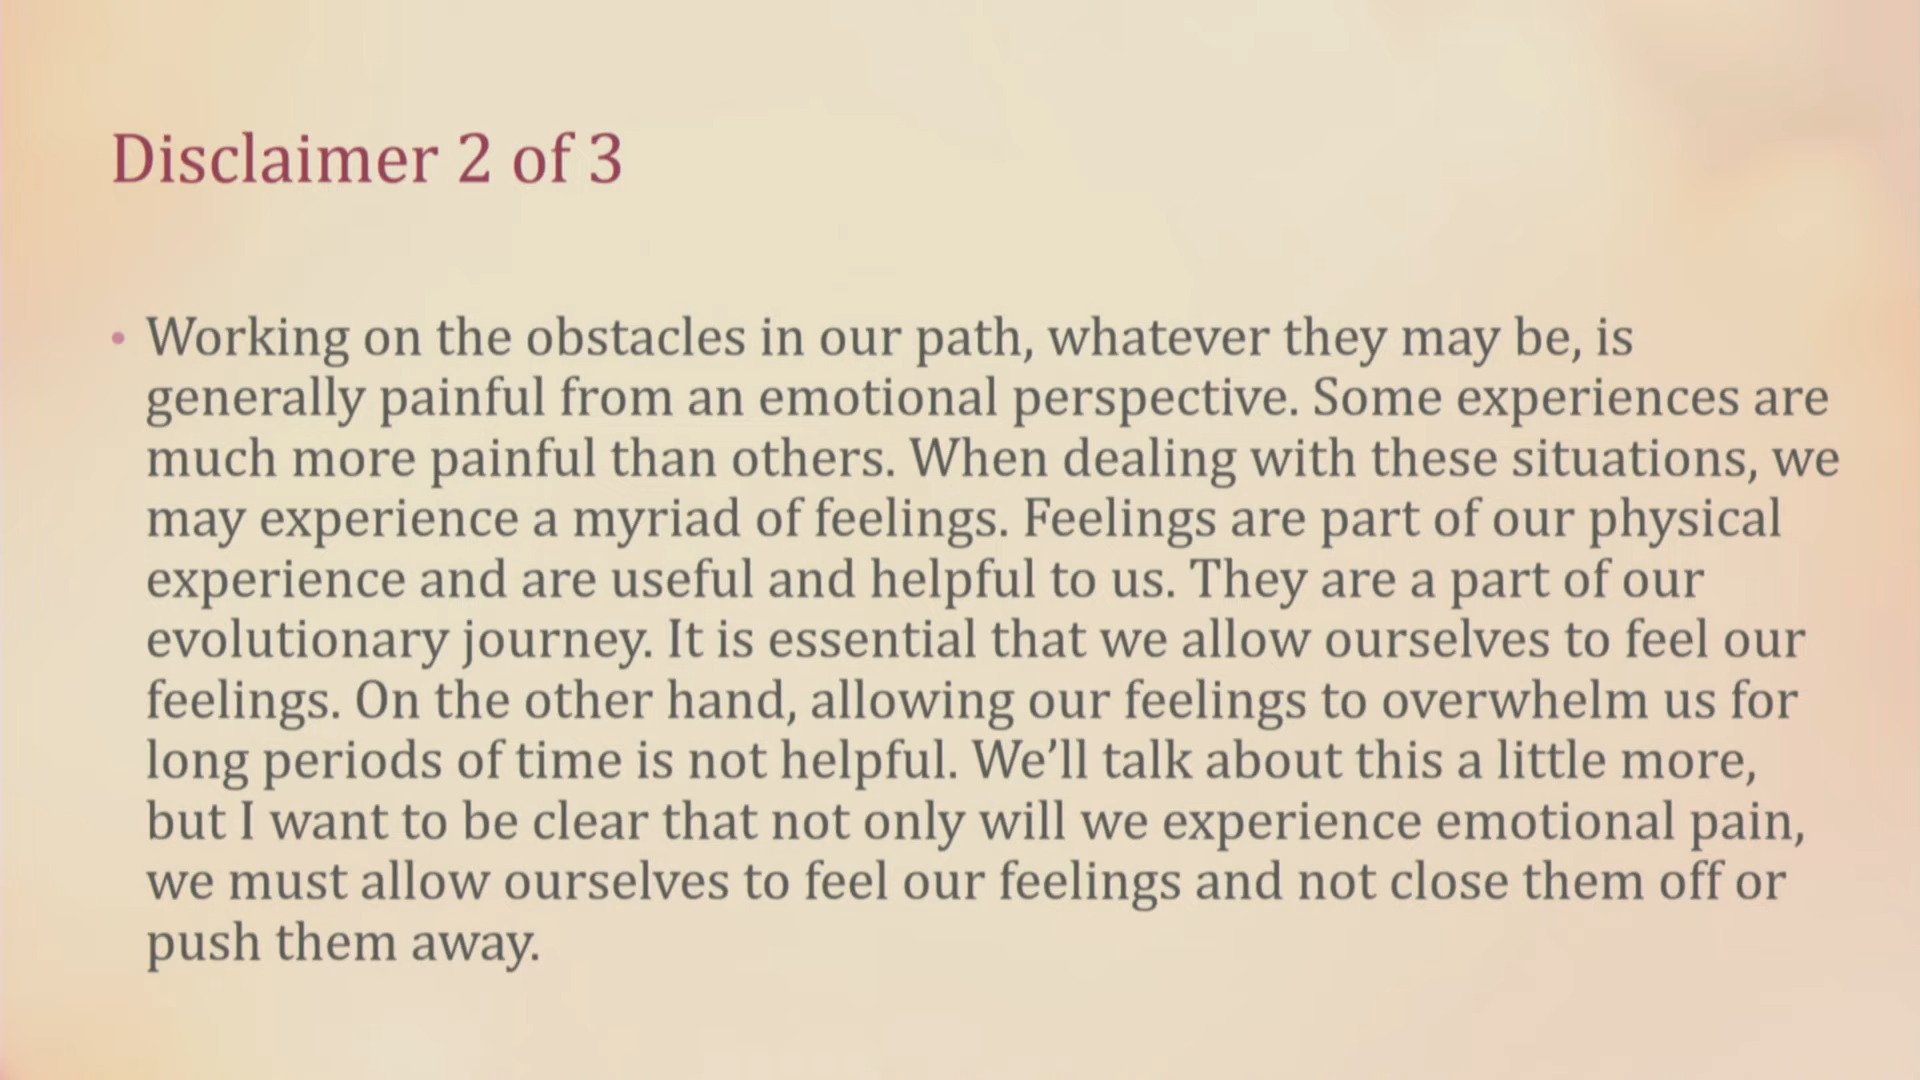 Disclaimer 2 of 3
• Working on the obstacles in our path, whatever they may be, is
generally painful from an emotional perspective. Some experiences are
much more painful than others. When dealing with these situations, we
may experience a myriad of feelings. Feelings are part of our physical
experience and are useful and helpful to us. They are a part of our
evolutionary journey. It is essential that we allow ourselves to feel our
feelings. On the other hand, allowing our feelings to overwhelm us for
long periods of time is not helpful. We’ll talk about this a little more,
but I want to be clear that not only will we experience emotional pain,
we must allow ourselves to feel our feelings and not close them off or
push them away.